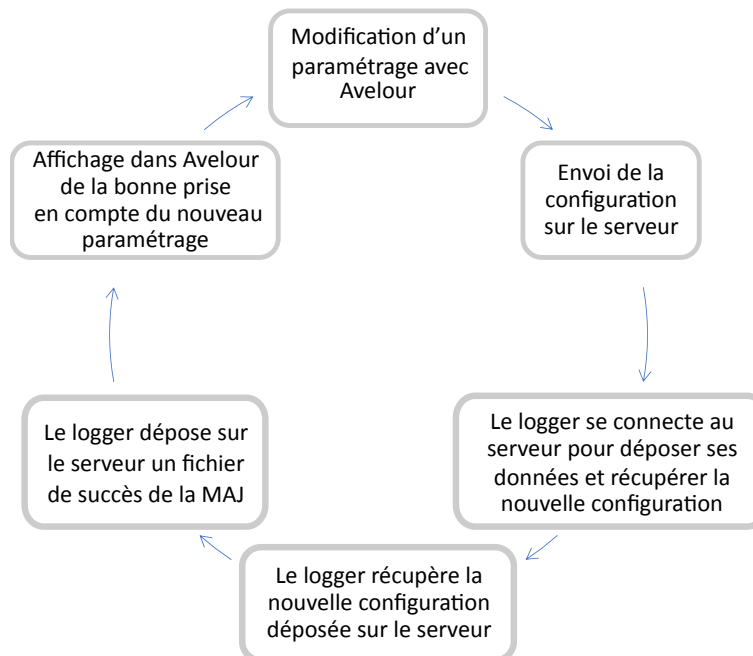 Modification d’un
paramétrage avec
Avelour
Envoi de la
configuration
sur le serveur
Le logger se connecte au
serveur pour déposer ses
données et récupérer la
nouvelle configuration
Le logger récupère la
nouvelle configuration
déposée sur le serveur
Le logger dépose sur
le serveur un fichier
de succès de la MAJ
Affichage dans Avelour
de la bonne prise
en compte du nouveau
paramétrage